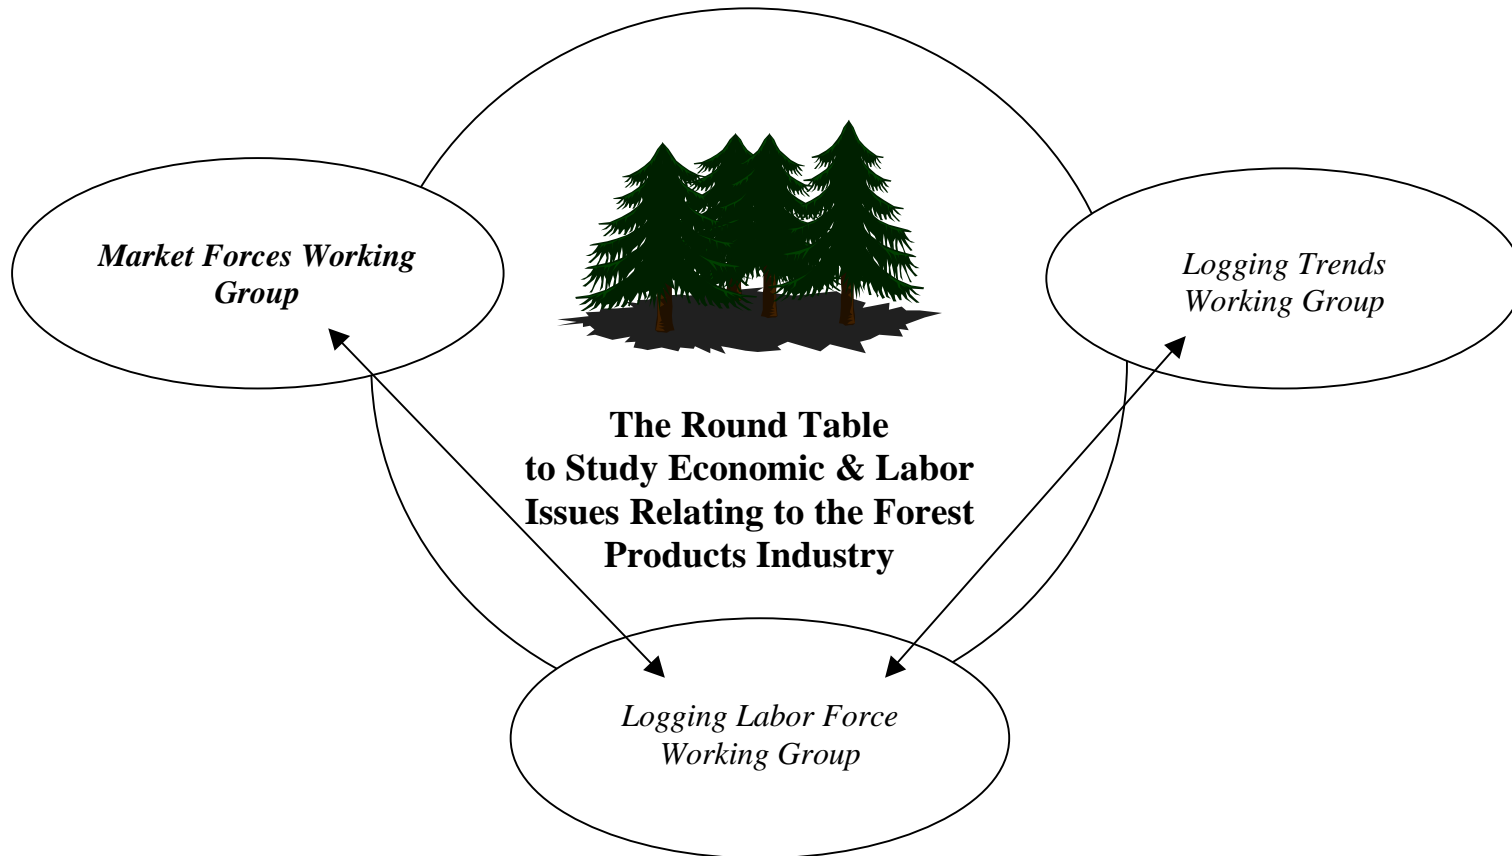 Market Forces Working
Group
Logging Trends
Working Group
The Round Table
to Study Economic & Labor
Issues Relating to the Forest
Products Industry
Logging Labor Force
Working Group